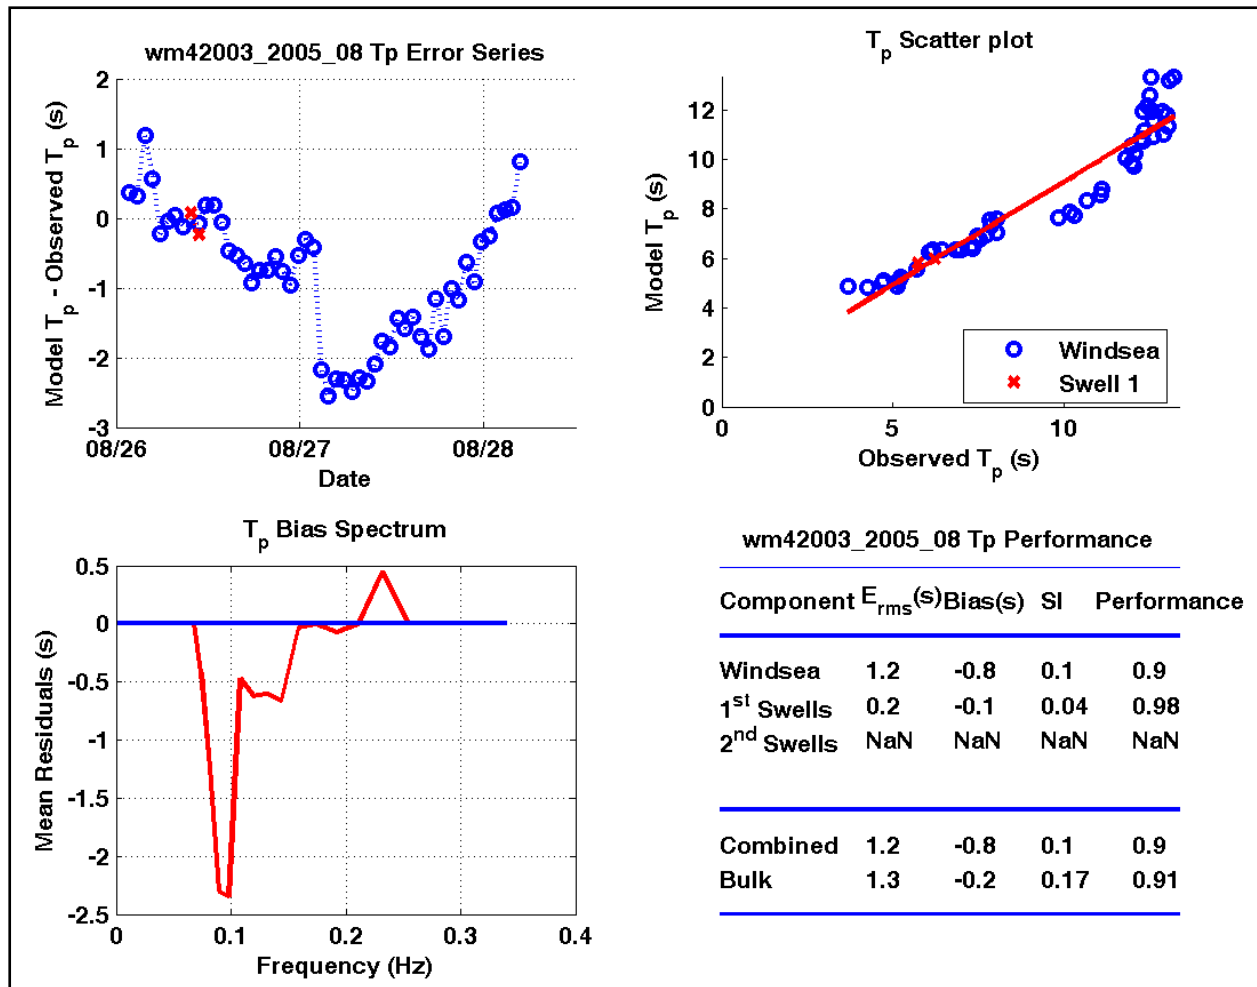 wm42003_2005_08 Tp Error Series
2
1
0
-1
-2
-3
Model Tp - Observed Tp (s)
08/26
08/27
08/28
Date
Tp Scatter plot
12
10
8
6
4
2
0
Model Tp (s)
Windsea
Swell 1
0
5
10
Observed Tp (s)
Tp Bias Spectrum
0.5
0
-0.5
-1
-1.5
-2
-2.5
Mean Residuals (s)
0
0.1
0.2
0.3
0.4
Frequency (Hz)
wm42003_2005_08 Tp Performance
Component Erms(s) Bias(s) SI Performance
Windsea 1.2 -0.8 0.1 0.9
1st Swells 0.2 -0.1 0.04 0.98
2nd Swells NaN NaN NaN NaN
Combined 1.2 -0.8 0.1 0.9
Bulk 1.3 -0.2 0.17 0.91